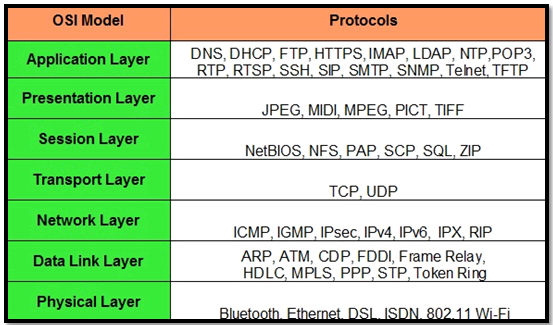 OSI Model Protocols
Application Layer DNS, DHCP, FTP, HTTPS, IMAP, LDAP, NTP,POP3,
RTP, RTSP, SSH, SIP, SMTP, SNMP, Telnet, TFTP
Presentation Layer JPEG, MIDI, MPEG, PICT, TIFF
Session Layer NetBIOS, NFS, PAP, SCP, SQL, ZIP
Transport Layer TCP, UDP
Network Layer ICMP, IGMP, IPsec, IPv4, IPv6, IPX, RIP
Data Link Layer ARP, ATM, CDP, FDDI, Frame Relay,
HDLC, MPLS, PPP, STP, Token Ring
Physical Layer Bluetooth, Ethernet, DSL, ISDN, 802.11 Wi-Fi